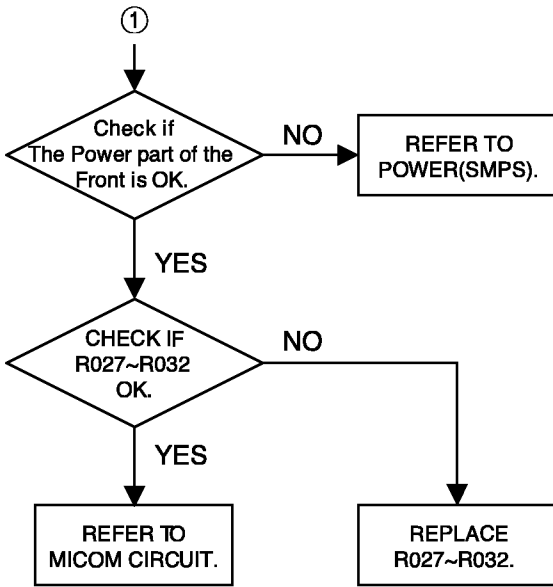 ①
Check if
The Power part of the
Front is OK.
NO
REFER TO
POWER(SMPS).
YES
CHECK IF
R027~R032
OK.
NO
YES
REFER TO
MICOM CIRCUIT.
REPLACE
R027~R032.